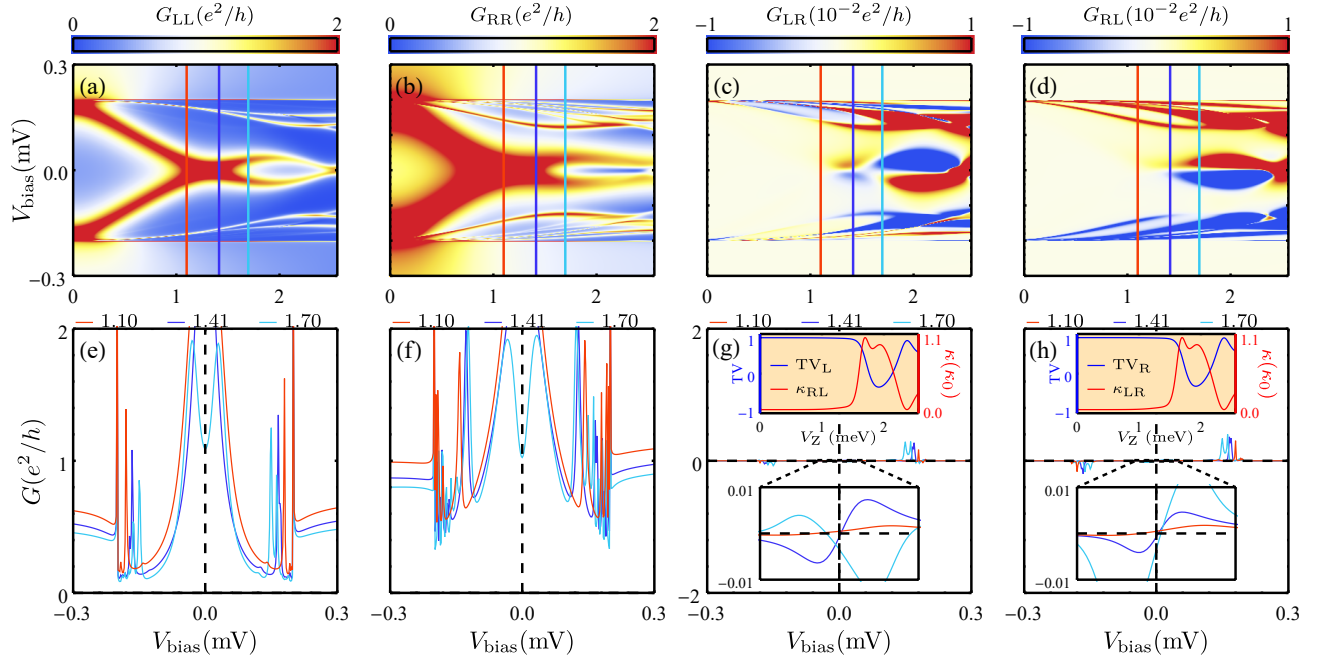 G_LL(e²/h) G_RR(e²/h) G_LR(10⁻²e²/h) G_RL(10⁻²e²/h)
0 2 0 2 −1 1 −1 1
0.3 (a) (b) (c) (d)
V_bias(mV)
0.0
−0.3
0 1 2 0 1 2 0 1 2 0 1 2
1.10 1.41 1.70 1.10 1.41 1.70 1.10 1.41 1.70 1.10 1.41 1.70
2 (e) (f) 2 (g) (h)
1 TV_L 1.1 1 TV_R 1.1
TV 0 κ(κ₀) TV 0 κ(κ₀)
κ_RL κ_LR
−1 0.0 −1 0.0
0 V_Z (meV) 2 0 V_Z (meV) 2
G(e²/h)
1 0
0.01 0.01
−0.01 −0.01
0 −2
−0.3 0.0 0.3 −0.3 0.0 0.3 −0.3 0.0 0.3 −0.3 0.0 0.3
V_bias(mV) V_bias(mV) V_bias(mV) V_bias(mV)